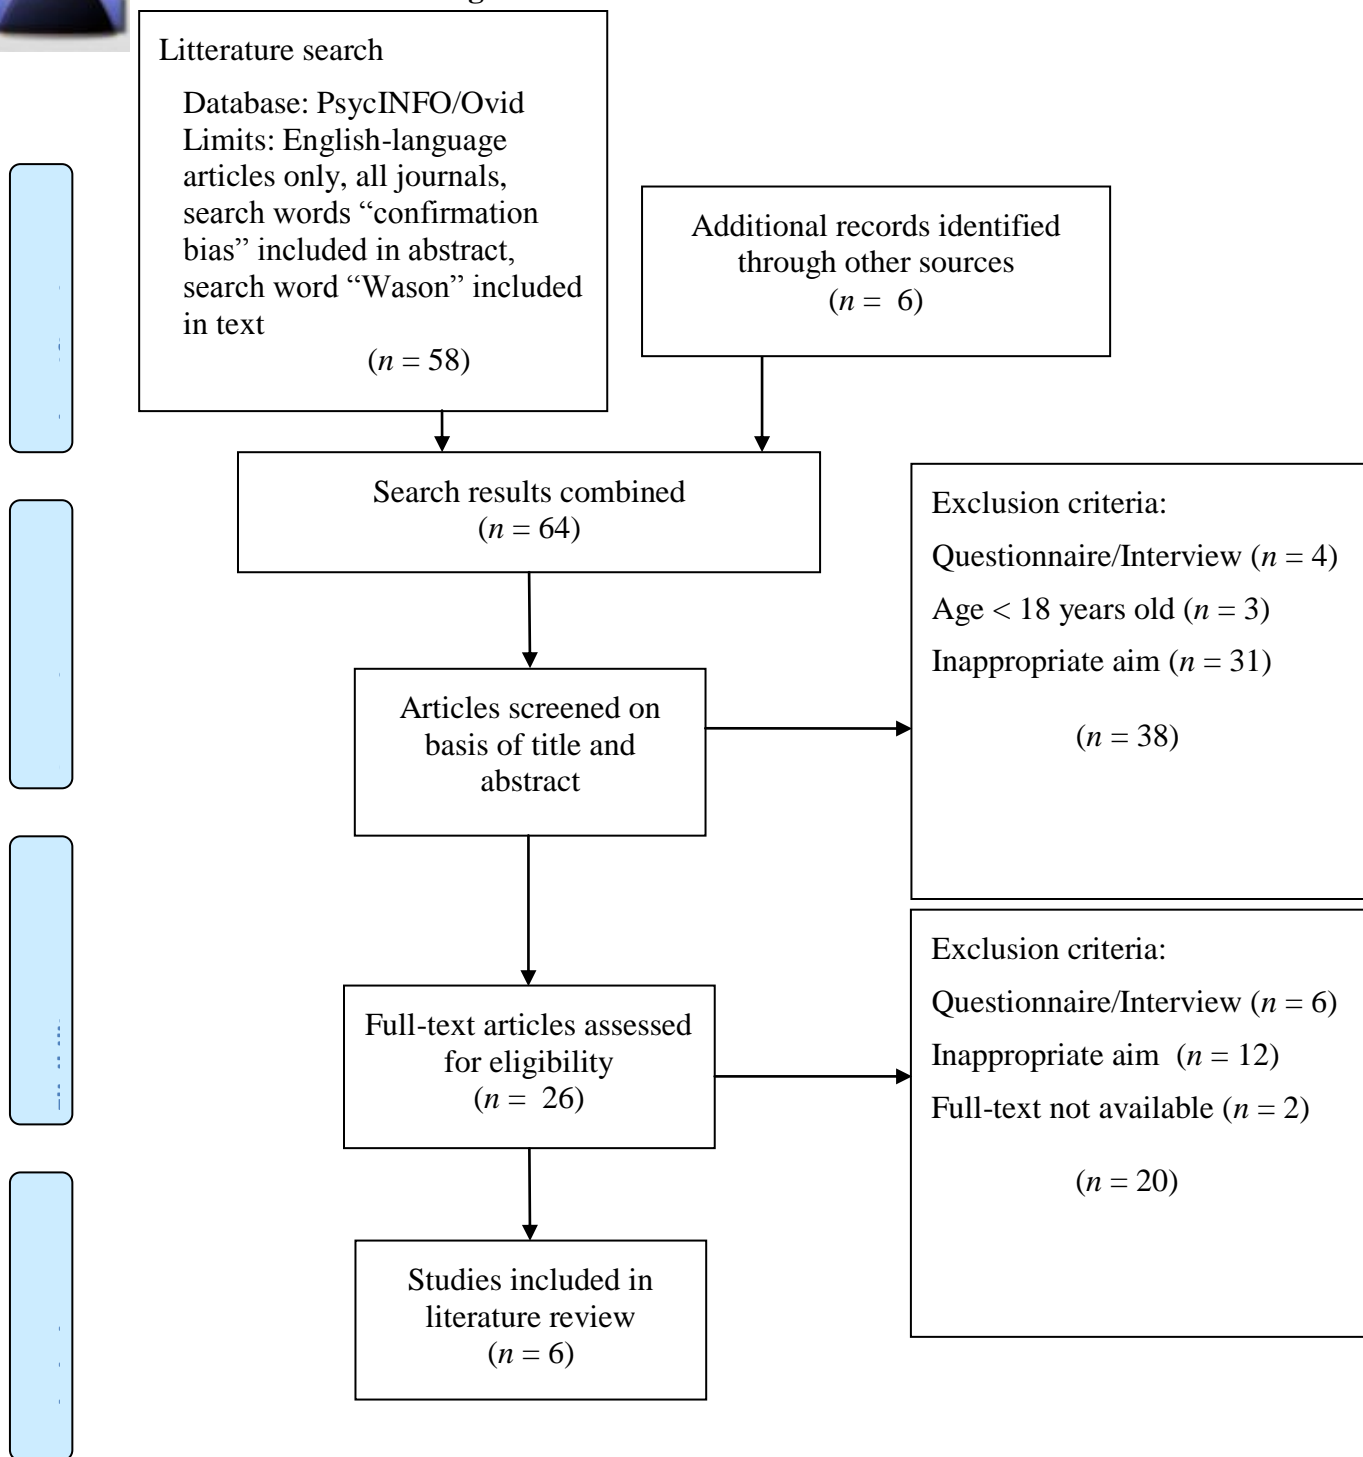 Litterature search
Database: PsycINFO/Ovid
Limits: English-language
articles only, all journals,
search words “confirmation
bias” included in abstract,
search word “Wason” included
in text
(n = 58)
Additional records identified
through other sources
(n = 6)
Search results combined
(n = 64)
Articles screened on
basis of title and
abstract
Exclusion criteria:
Questionnaire/Interview (n = 4)
Age < 18 years old (n = 3)
Inappropriate aim (n = 31)
(n = 38)
Full-text articles assessed
for eligibility
(n = 26)
Exclusion criteria:
Questionnaire/Interview (n = 6)
Inappropriate aim (n = 12)
Full-text not available (n = 2)
(n = 20)
Studies included in
literature review
(n = 6)